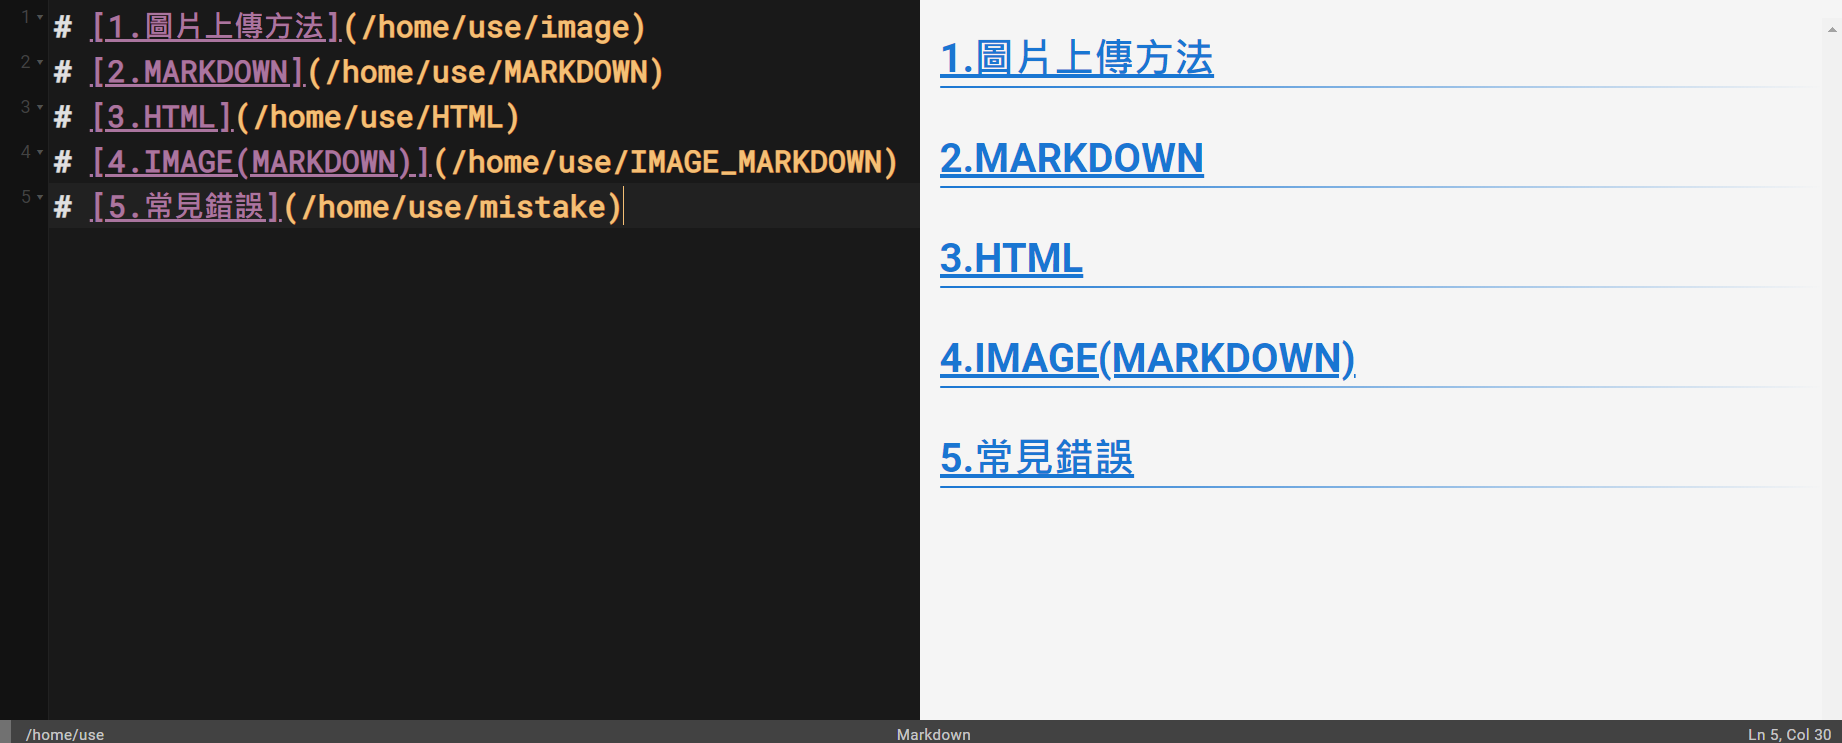 1
# [1.圖片上傳方法](/home/use/image)
2
# [2.MARKDOWN](/home/use/MARKDOWN)
3
# [3.HTML](/home/use/HTML)
4
# [4.IMAGE(MARKDOWN)](/home/use/IMAGE_MARKDOWN)
5
# [5.常見錯誤](/home/use/mistake)
1.圖片上傳方法
2.MARKDOWN
3.HTML
4.IMAGE(MARKDOWN)
5.常見錯誤
/home/use
Markdown
Ln 5, Col 30